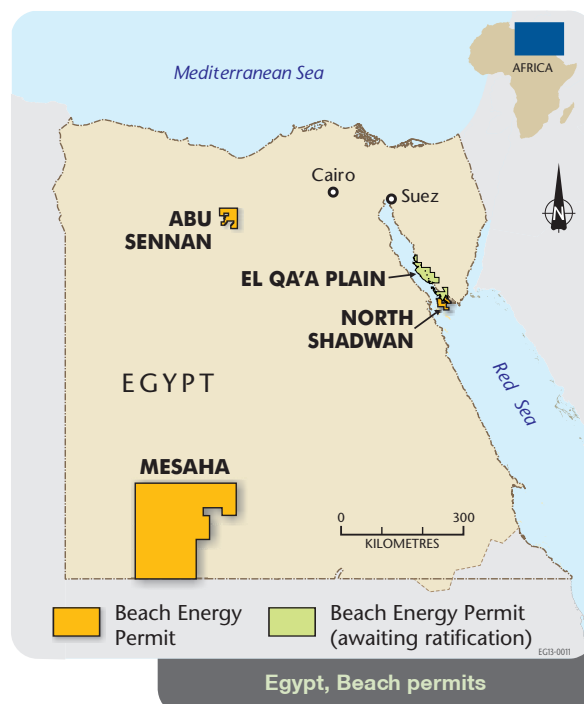 Mediterranean Sea
AFRICA
Cairo
Suez
N
ABU
SENNAN
EL QA'A PLAIN
NORTH
SHADWAN
EGYPT
Red Sea
MESAHA
0 300
KILOMETRES
Beach Energy
Permit
Beach Energy Permit
(awaiting ratification)
EG13-0011
Egypt, Beach permits